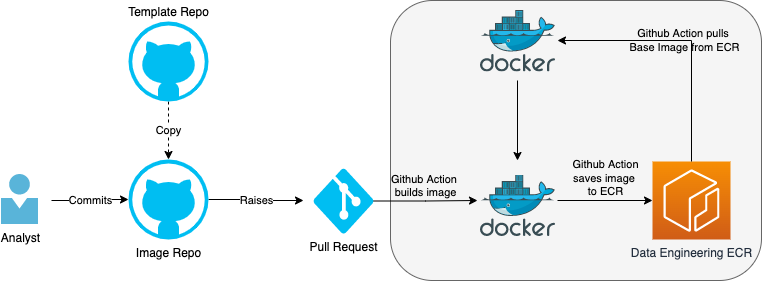 Template Repo
docker
Github Action pulls
Base Image from ECR
Copy
Analyst
Commits
Image Repo
Raises
Pull Request
Github Action
builds image
docker
Github Action
saves image
to ECR
Data Engineering ECR